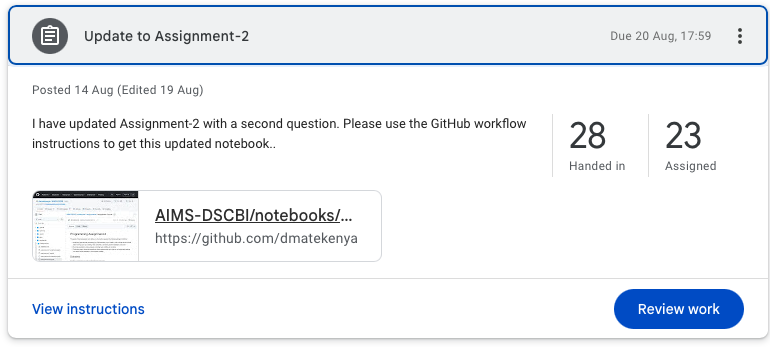 Update to Assignment-2
Due 20 Aug, 17:59
Posted 14 Aug (Edited 19 Aug)
I have updated Assignment-2 with a second question. Please use the GitHub workflow
instructions to get this updated notebook..
28
Handed in
23
Assigned
AIMS-DSCBI/notebooks/...
https://github.com/dmatekenya
View instructions
Review work